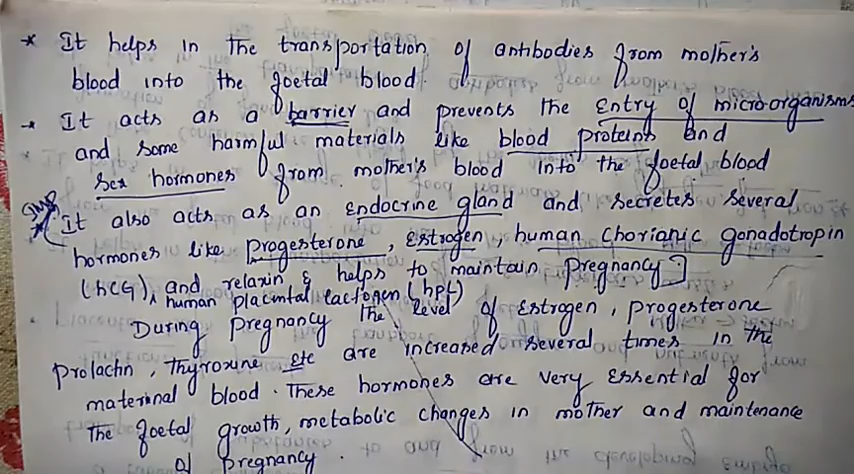 * It helps in the transportation of antibodies from mother's
blood into the foetal blood.
* It acts as a barrier and prevents the Entry of micro-organisms
and some harmful materials like blood proteins and
sex hormones from mother's blood into the foetal blood
Imp
* It also acts as an Endocrine gland and secretes several
hormones like progesterone, Estrogen, human chorianic gonadotropin
(hCG), and relaxin & helps to maintain pregnancy]
human placental lactogen (hpL)
During pregnancy the level of Estrogen, progesterone
prolactin, Thyroxine etc are increased several times in the
maternal blood. These hormones are very Essential for
The foetal growth, metabolic changes in mother and maintenance
of pregnancy.